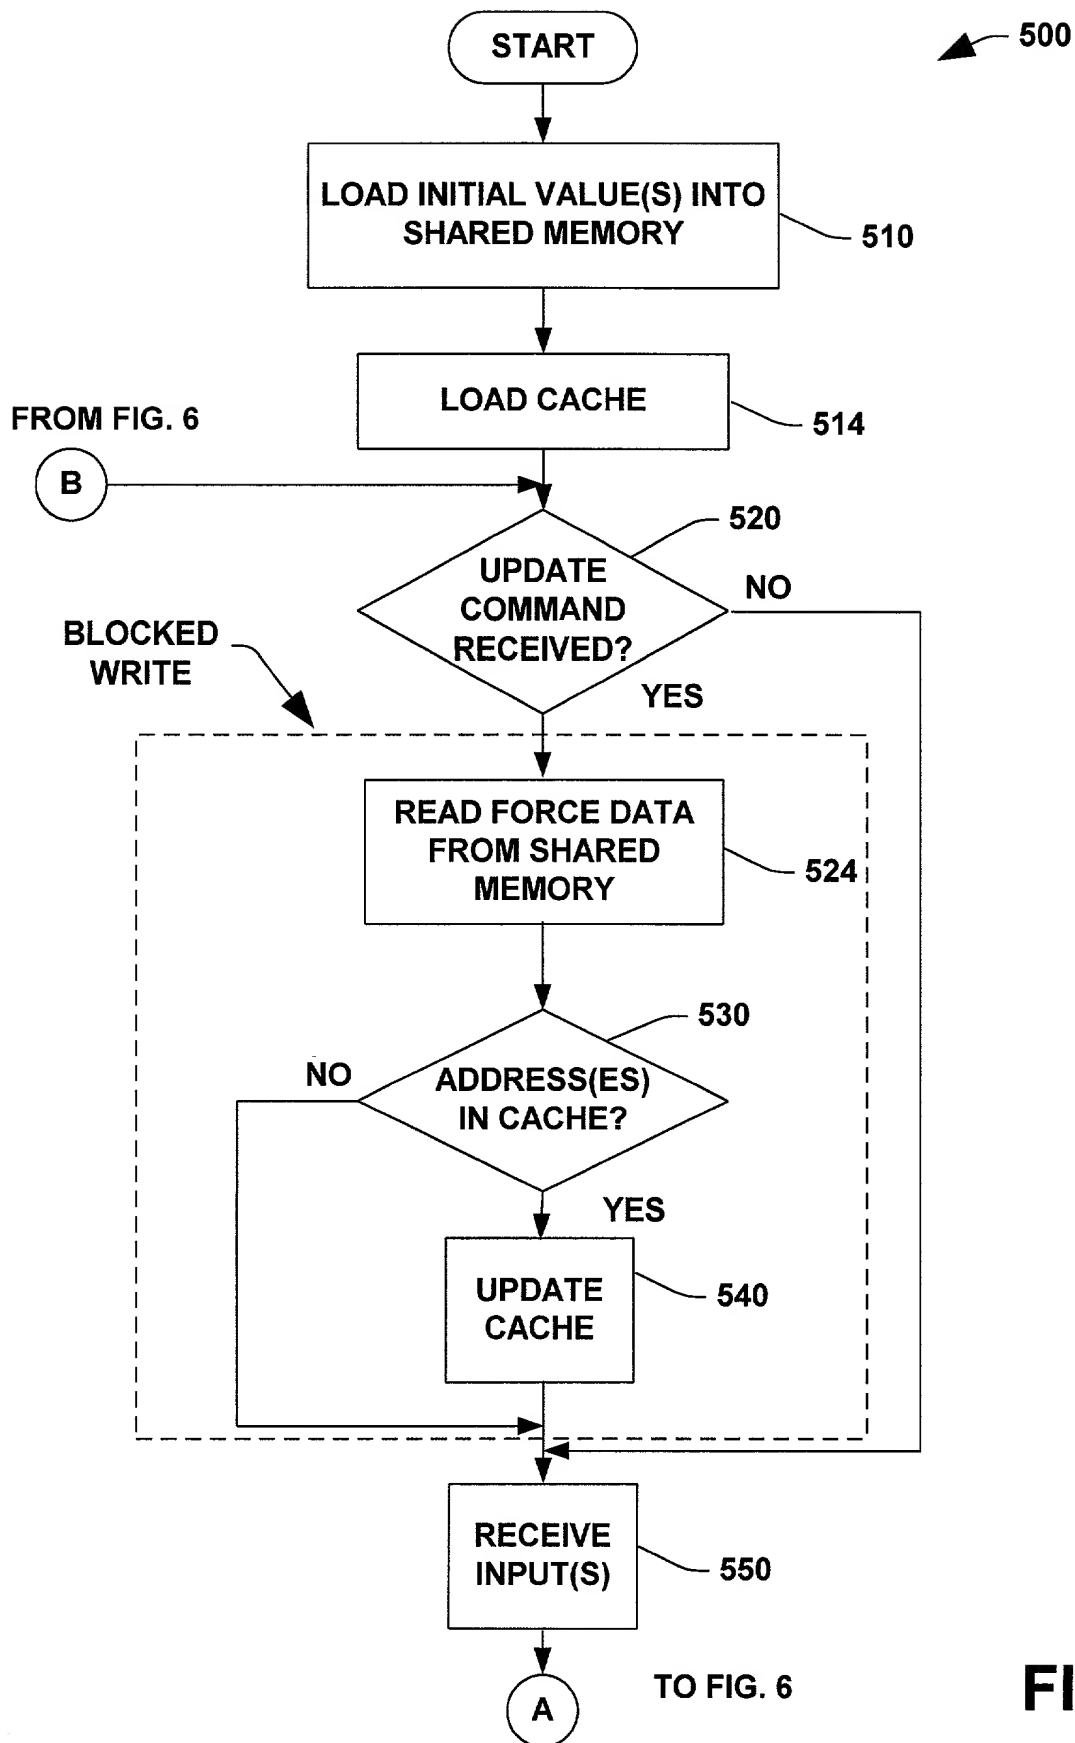 START
500
LOAD INITIAL VALUE(S) INTO
SHARED MEMORY
510
LOAD CACHE
514
FROM FIG. 6
B
520
UPDATE
COMMAND
RECEIVED?
NO
BLOCKED
WRITE
YES
READ FORCE DATA
FROM SHARED
MEMORY
524
530
NO
ADDRESS(ES)
IN CACHE?
YES
UPDATE
CACHE
540
RECEIVE
INPUT(S)
550
TO FIG. 6
A
FI